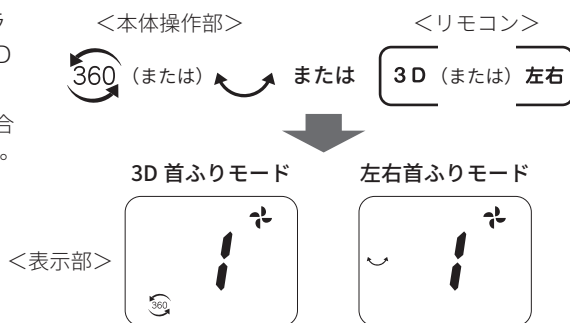 ラ
D
合
。
＜本体操作部＞
＜リモコン＞
360 （または） または 3D （または） 左右
3D 首ふりモード
左右首ふりモード
＜表示部＞
1
360
1